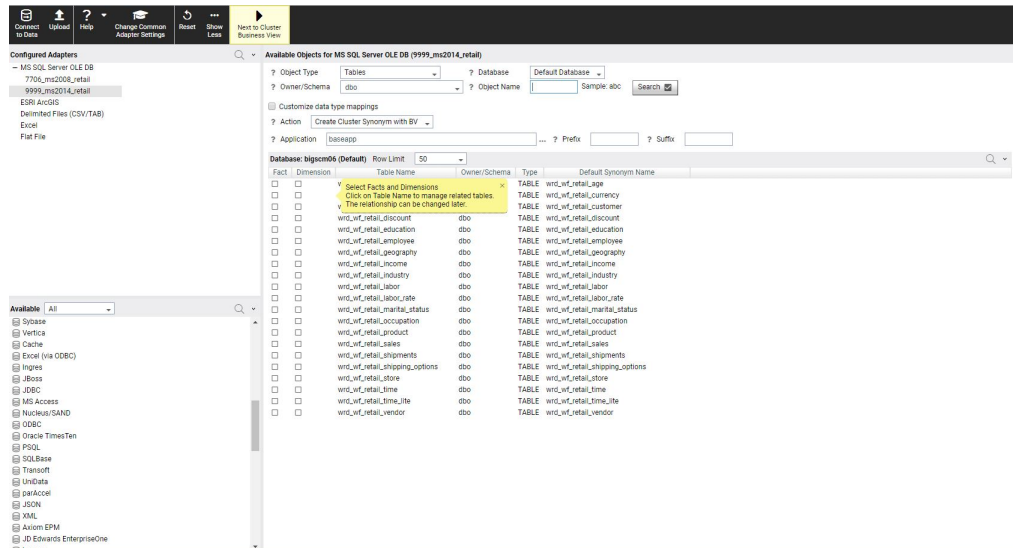 Connect to Data
Upload
Help
Change Common Adapter Settings
Reset
Show Less
Next to Cluster Business View
Configured Adapters
MS SQL Server OLE DB
7706_ms2008_retail
9999_ms2014_retail
ESRI ArcGIS
Delimited Files (CSV/TAB)
Excel
Flat File
Available All
Sybase
Vertica
Cache
Excel (via ODBC)
Ingres
JBoss
JDBC
MS Access
Nucleus/SAND
ODBC
Oracle TimesTen
PSQL
SQLBase
Transoft
UniData
parAccel
JSON
XML
Axiom EPM
JD Edwards EnterpriseOne
Available Objects for MS SQL Server OLE DB (9999_ms2014_retail)
? Object Type Tables ? Database Default Database
? Owner/Schema dbo ? Object Name Sample: abc Search
Customize data type mappings
? Action Create Cluster Synonym with BV
? Application baseapp ... ? Prefix ? Suffix
Database: bigscm06 (Default) Row Limit 50
Fact Dimension Table Name Owner/Schema Type Default Synonym Name
Select Facts and Dimensions
Click on Table Name to manage related tables.
The relationship can be changed later.
TABLE wrd_wf_retail_age
TABLE wrd_wf_retail_currency
TABLE wrd_wf_retail_customer
wrd_wf_retail_discount dbo TABLE wrd_wf_retail_discount
wrd_wf_retail_education dbo TABLE wrd_wf_retail_education
wrd_wf_retail_employee dbo TABLE wrd_wf_retail_employee
wrd_wf_retail_geography dbo TABLE wrd_wf_retail_geography
wrd_wf_retail_income dbo TABLE wrd_wf_retail_income
wrd_wf_retail_industry dbo TABLE wrd_wf_retail_industry
wrd_wf_retail_labor dbo TABLE wrd_wf_retail_labor
wrd_wf_retail_labor_rate dbo TABLE wrd_wf_retail_labor_rate
wrd_wf_retail_marital_status dbo TABLE wrd_wf_retail_marital_status
wrd_wf_retail_occupation dbo TABLE wrd_wf_retail_occupation
wrd_wf_retail_product dbo TABLE wrd_wf_retail_product
wrd_wf_retail_sales dbo TABLE wrd_wf_retail_sales
wrd_wf_retail_shipments dbo TABLE wrd_wf_retail_shipments
wrd_wf_retail_shipping_options dbo TABLE wrd_wf_retail_shipping_options
wrd_wf_retail_store dbo TABLE wrd_wf_retail_store
wrd_wf_retail_time dbo TABLE wrd_wf_retail_time
wrd_wf_retail_time_lite dbo TABLE wrd_wf_retail_time_lite
wrd_wf_retail_vendor dbo TABLE wrd_wf_retail_vendor